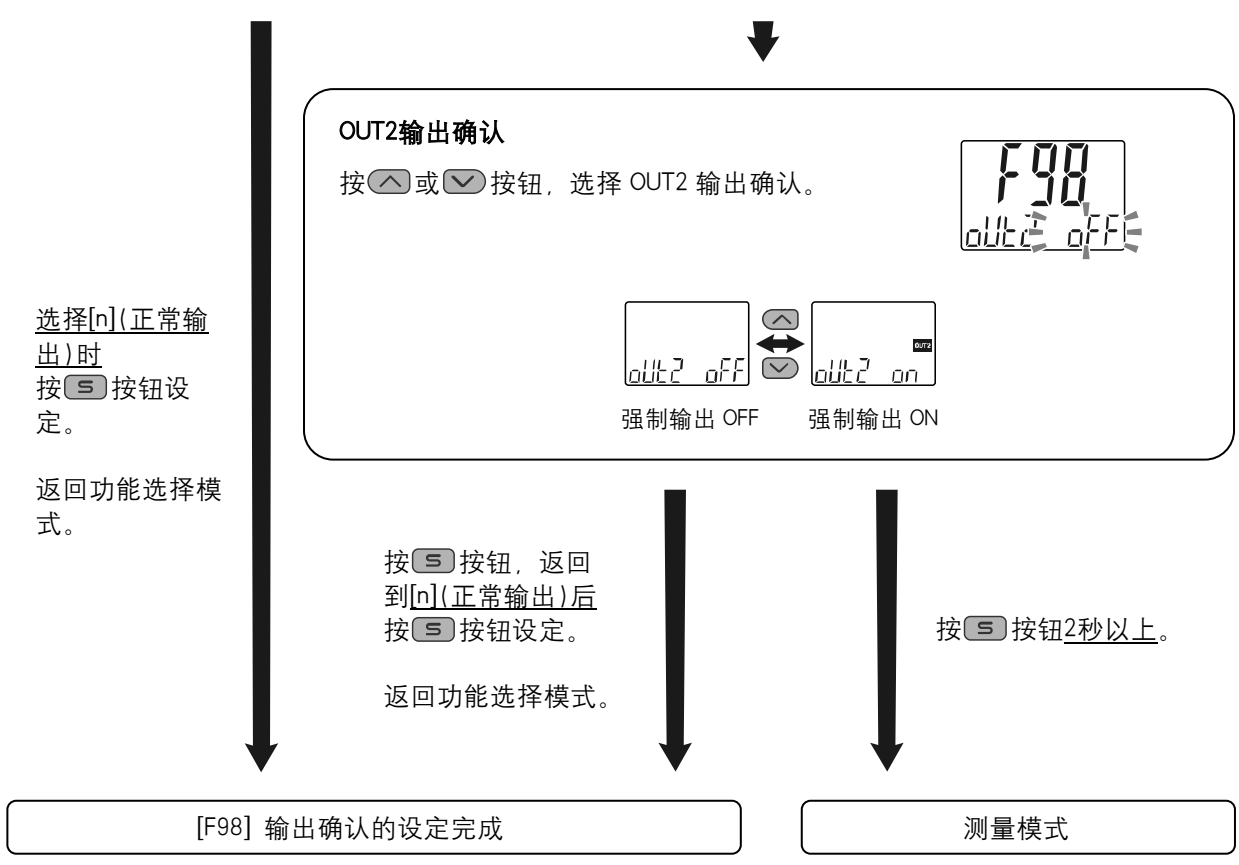 OUT2输出确认
按或按钮，选择 OUT2 输出确认。
F98
oUt2 oFF
oUt2 oFF
OUT2
oUt2 on
强制输出 OFF
强制输出 ON
选择[n](正常输
出)时
按 S 按钮设
定。
返回功能选择模
式。
按 S 按钮，返回
到[n](正常输出)后
按 S 按钮设定。
返回功能选择模式。
按 S 按钮2秒以上。
[F98] 输出确认的设定完成
测量模式